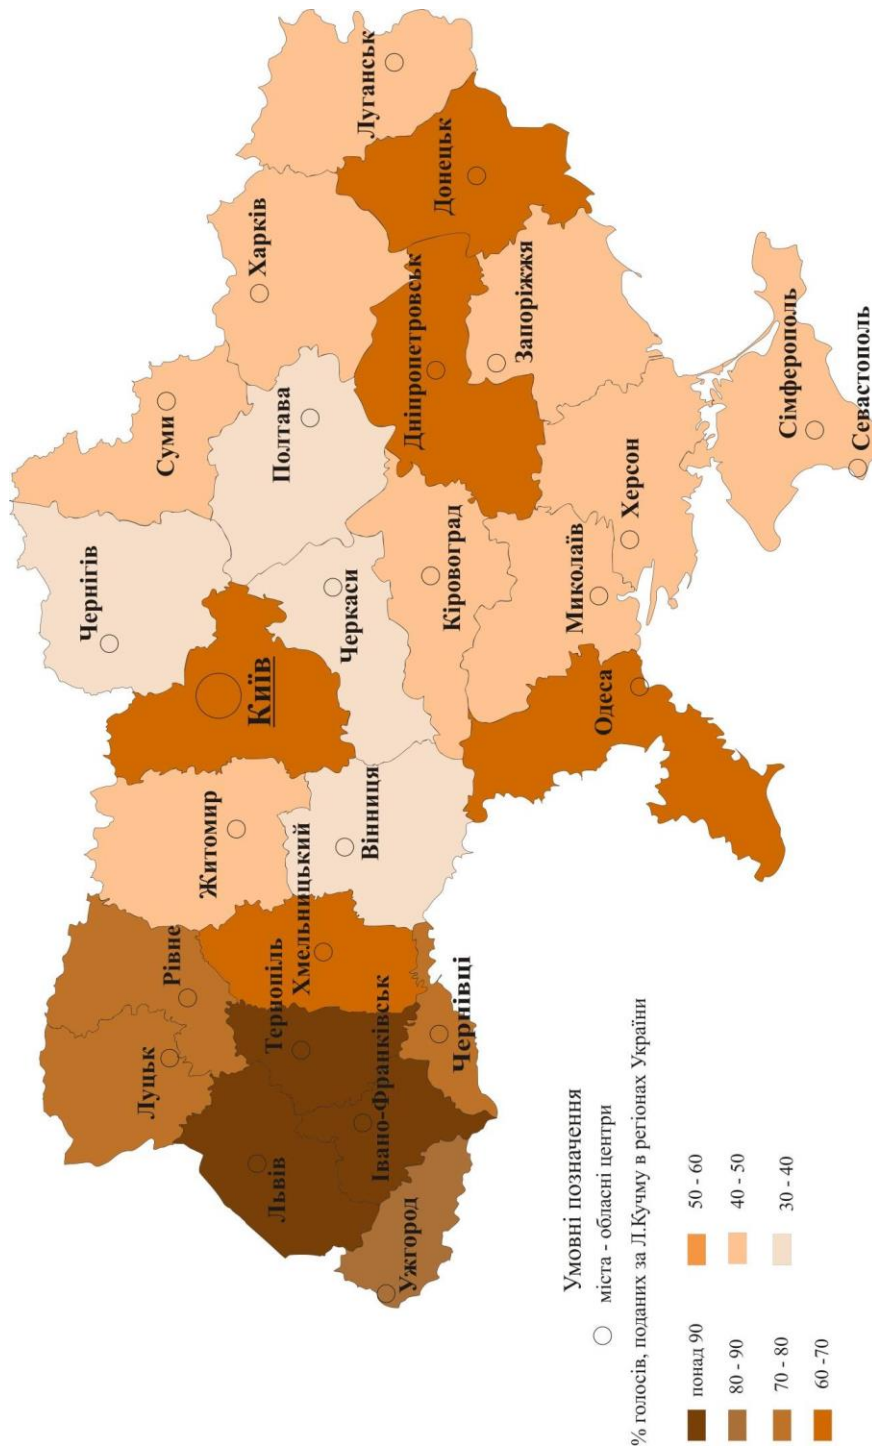 Луцьк
Рівне
Житомир
Київ
Чернігів
Суми
Харків
Луганськ
Львів
Тернопіль
Хмельницький
Вінниця
Черкаси
Полтава
Ужгород
Івано-Франківськ
Чернівці
Кіровоград
Дніпропетровськ
Донецьк
Запоріжжя
Одеса
Миколаїв
Херсон
Сімферополь
Севастополь
Умовні позначення
міста - обласні центри
% голосів, поданих за Л.Кучму в регіонах України
понад 90
80 - 90
70 - 80
60 -70
50 - 60
40 - 50
30 - 40